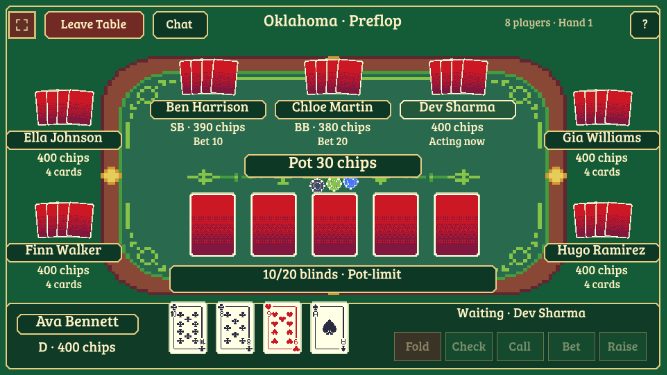 Leave Table
Chat
Oklahoma · Preflop
8 players · Hand 1
?
Ben Harrison
SB · 390 chips
Bet 10
Chloe Martin
BB · 380 chips
Bet 20
Dev Sharma
400 chips
Acting now
Ella Johnson
400 chips
4 cards
Gia Williams
400 chips
4 cards
Pot 30 chips
Finn Walker
400 chips
4 cards
Hugo Ramirez
400 chips
4 cards
10/20 blinds · Pot-limit
Ava Bennett
D · 400 chips
Waiting · Dev Sharma
Fold
Check
Call
Bet
Raise